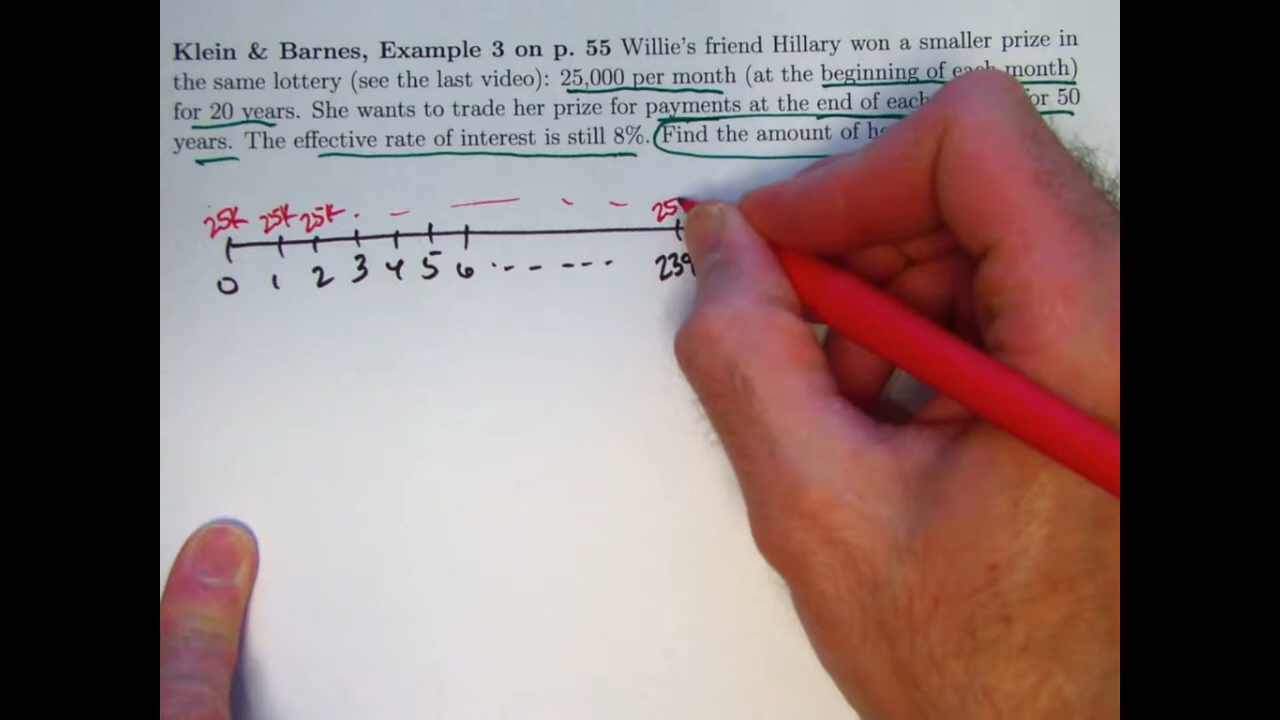 Klein & Barnes, Example 3 on p. 55 Willie's friend Hillary won a smaller prize in
the same lottery (see the last video): 25,000 per month (at the beginning of each month)
for 20 years. She wants to trade her prize for payments at the end of each for 50
years. The effective rate of interest is still 8%. Find the amount of
25K 25K 25K 25
0 1 2 3 4 5 6 239